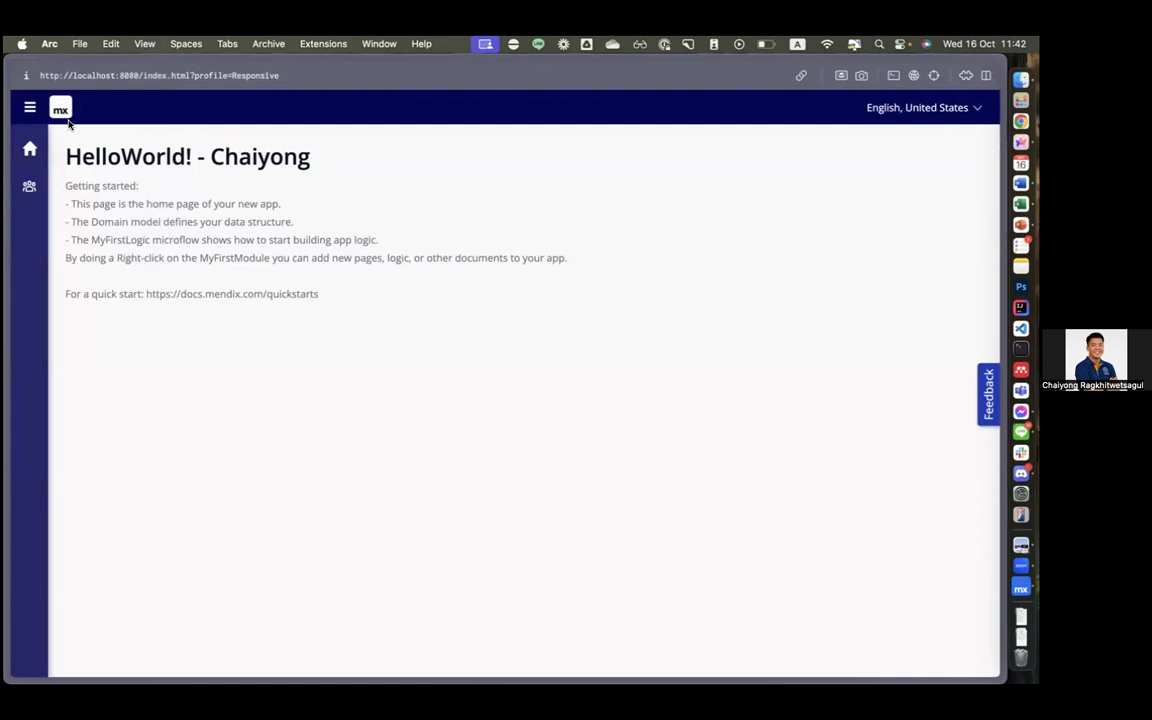 Arc File Edit View Spaces Tabs Archive Extensions Window Help A Wed 16 Oct 11:42
http://localhost:8080/index.html?profile=Responsive
mx English, United States
HelloWorld! - Chaiyong
Getting started:
- This page is the home page of your new app.
- The Domain model defines your data structure.
- The MyFirstLogic microflow shows how to start building app logic.
By doing a Right-click on the MyFirstModule you can add new pages, logic, or other documents to your app.
For a quick start: https://docs.mendix.com/quickstarts
Feedback
16
Ps
mx
Chaiyong Ragkhitwetsagul